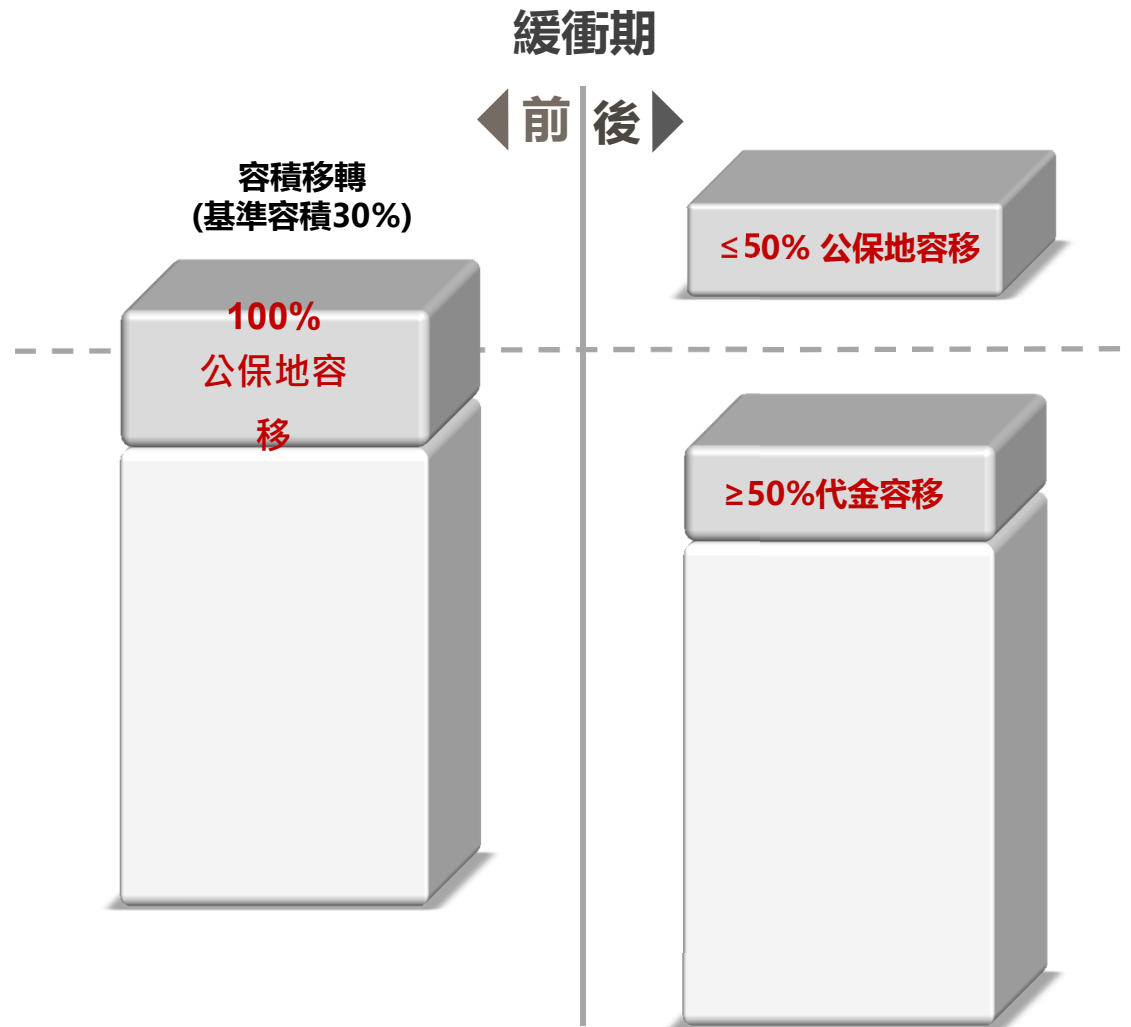 緩衝期
前 後
容積移轉
(基準容積30%)
100%
公保地容
移
≤50% 公保地容移
≥50%代金容移